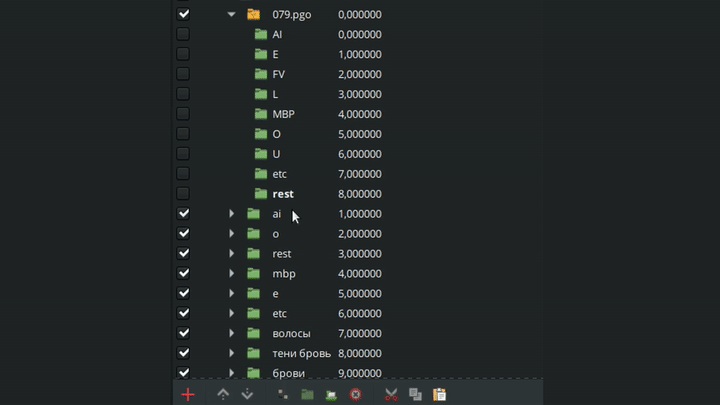 079.pgo 0,000000
AI 0,000000
E 1,000000
FV 2,000000
L 3,000000
MBP 4,000000
O 5,000000
U 6,000000
etc 7,000000
rest 8,000000
ai 1,000000
o 2,000000
rest 3,000000
mbp 4,000000
e 5,000000
etc 6,000000
волосы 7,000000
тени бровь 8,000000
брови 9,000000